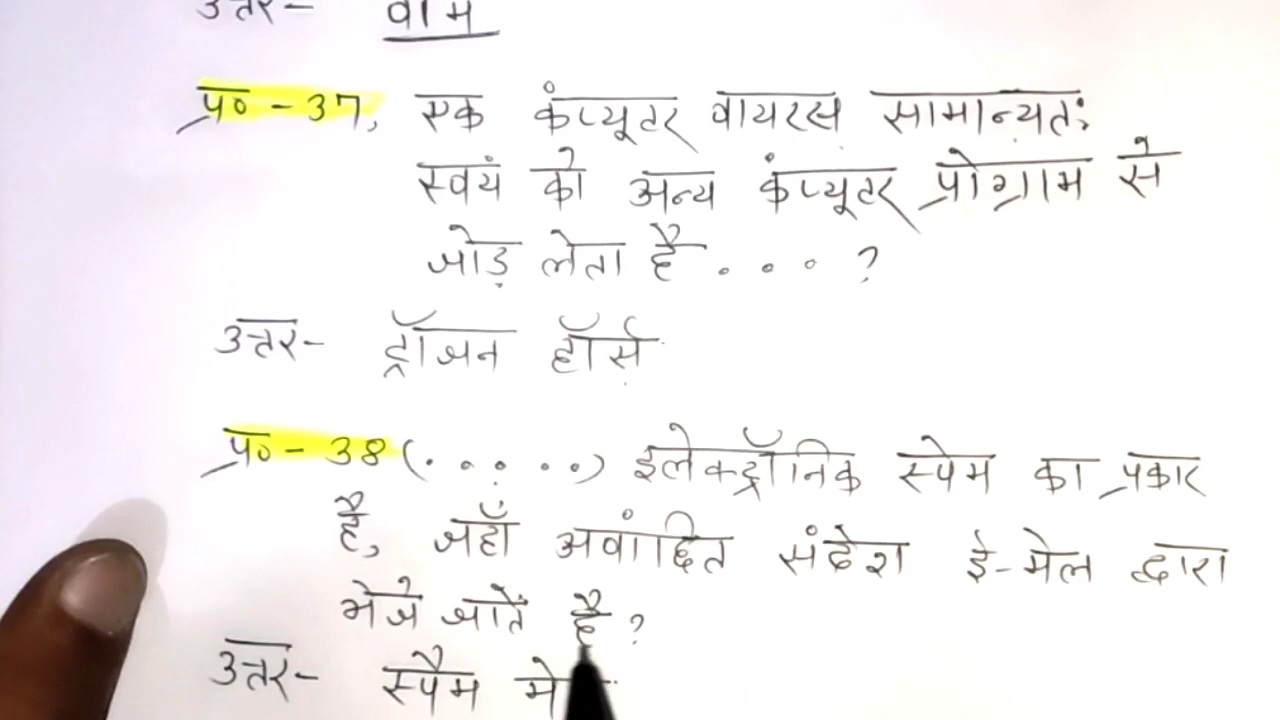 उत्तर- वॉर्म
प्र० - 37, एक कंप्यूटर वायरस सामान्यतः
स्वयं को अन्य कंप्यूटर प्रोग्राम से
जोड़ लेता है . . . ?
उत्तर- ट्रॉजन हॉर्स
प्र० - 38 (. . . . .) इलेक्ट्रॉनिक स्पेम का प्रकार
है, जहाँ अवांछित संदेश ई-मेल द्वारा
भेजे जाते है ?
उत्तर- स्पैम मे